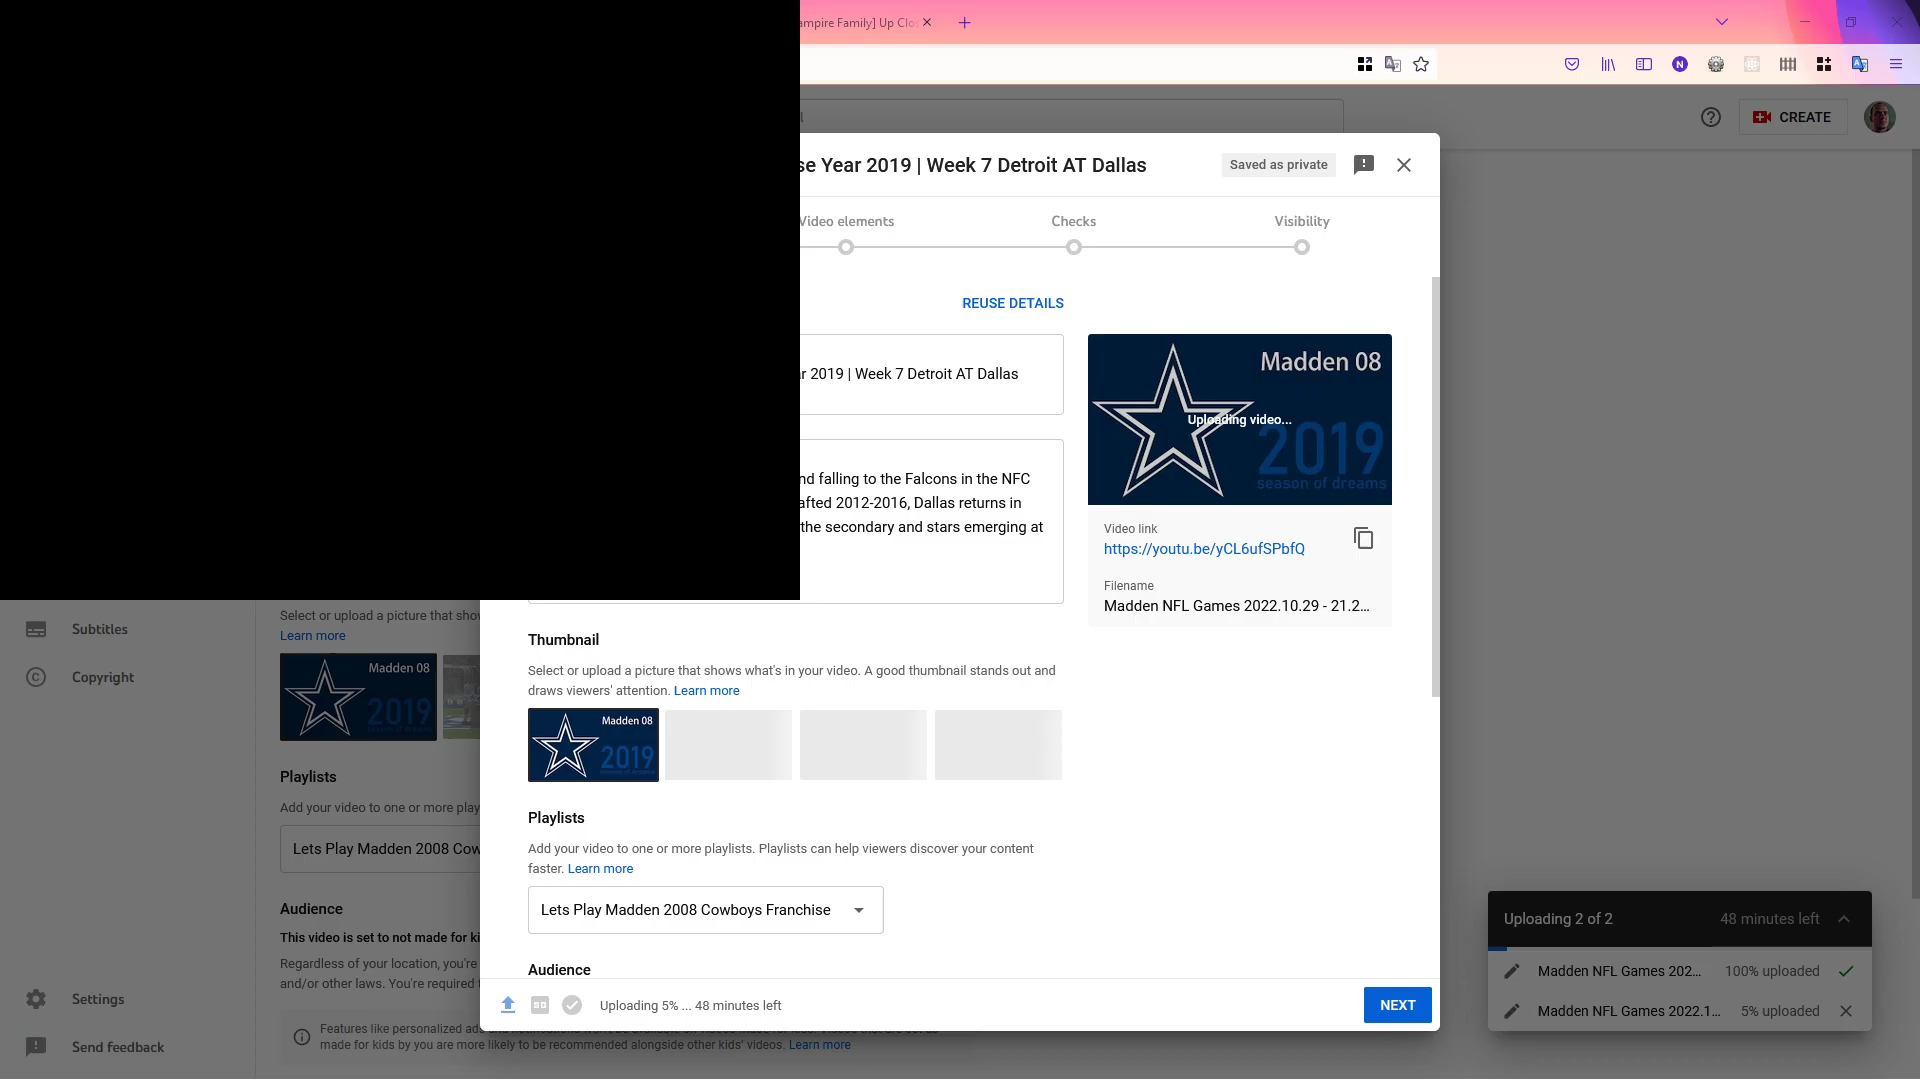 ampire Family] Up Clo
CREATE
se Year 2019 | Week 7 Detroit AT Dallas
Saved as private
Video elements
Checks
Visibility
REUSE DETAILS
r 2019 | Week 7 Detroit AT Dallas
nd falling to the Falcons in the NFC
afted 2012-2016, Dallas returns in
the secondary and stars emerging at
Madden 08
Uploading video...
2019
season of dreams
Video link
https://youtu.be/yCL6ufSPbfQ
Filename
Madden NFL Games 2022.10.29 - 21.2...
Subtitles
Copyright
Settings
Send feedback
Select or upload a picture that show
Learn more
Madden 08
2019
Playlists
Add your video to one or more play
Lets Play Madden 2008 Cow
Audience
This video is set to not made for ki
Regardless of your location, you're
and/or other laws. You're required
Features like personalized ads
made for kids by you are more likely to be recommended alongside other kids' videos. Learn more
Thumbnail
Select or upload a picture that shows what's in your video. A good thumbnail stands out and
draws viewers' attention. Learn more
Madden 08
2019
Playlists
Add your video to one or more playlists. Playlists can help viewers discover your content
faster. Learn more
Lets Play Madden 2008 Cowboys Franchise
Audience
Uploading 5% ... 48 minutes left
NEXT
Uploading 2 of 2
48 minutes left
Madden NFL Games 202...
100% uploaded
Madden NFL Games 2022.1...
5% uploaded